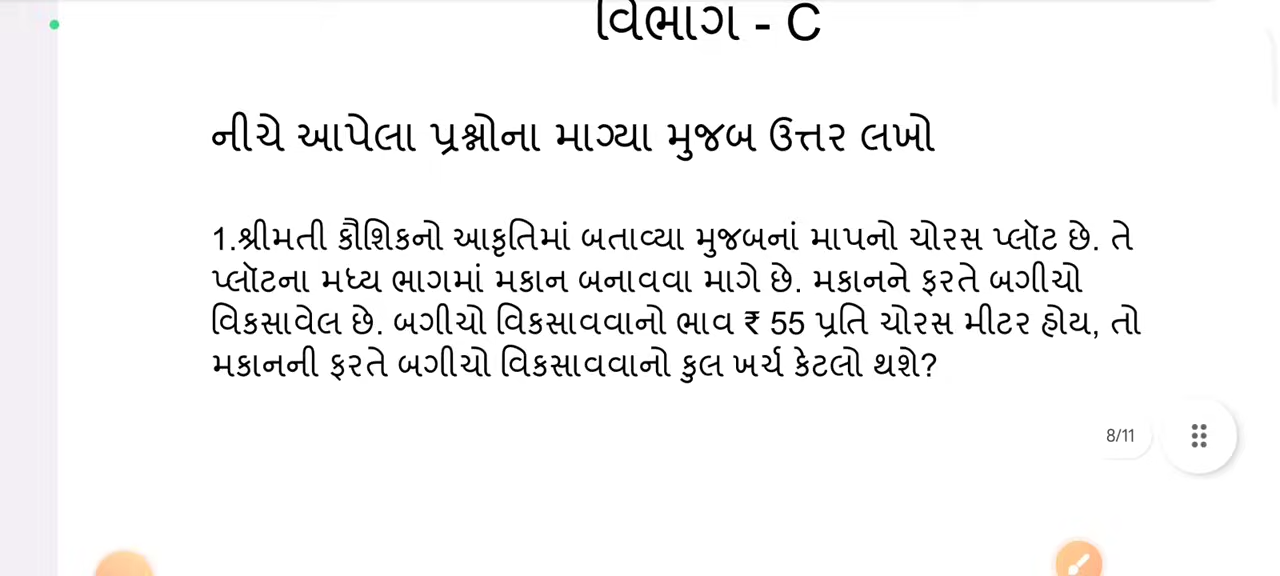 વિભાગ - C
નીચે આપેલા પ્રશ્નોના માગ્યા મુજબ ઉત્તર લખો
1.શ્રીમતી કૌશિકનો આકૃતિમાં બતાવ્યા મુજબનાં માપનો ચોરસ પ્લૉટ છે. તે
પ્લૉટના મધ્ય ભાગમાં મકાન બનાવવા માગે છે. મકાનને ફરતે બગીચો
વિકસાવેલ છે. બગીચો વિકસાવવાનો ભાવ ₹ 55 પ્રતિ ચોરસ મીટર હોય, તો
મકાનની ફરતે બગીચો વિકસાવવાનો કુલ ખર્ચ કેટલો થશે?
8/11